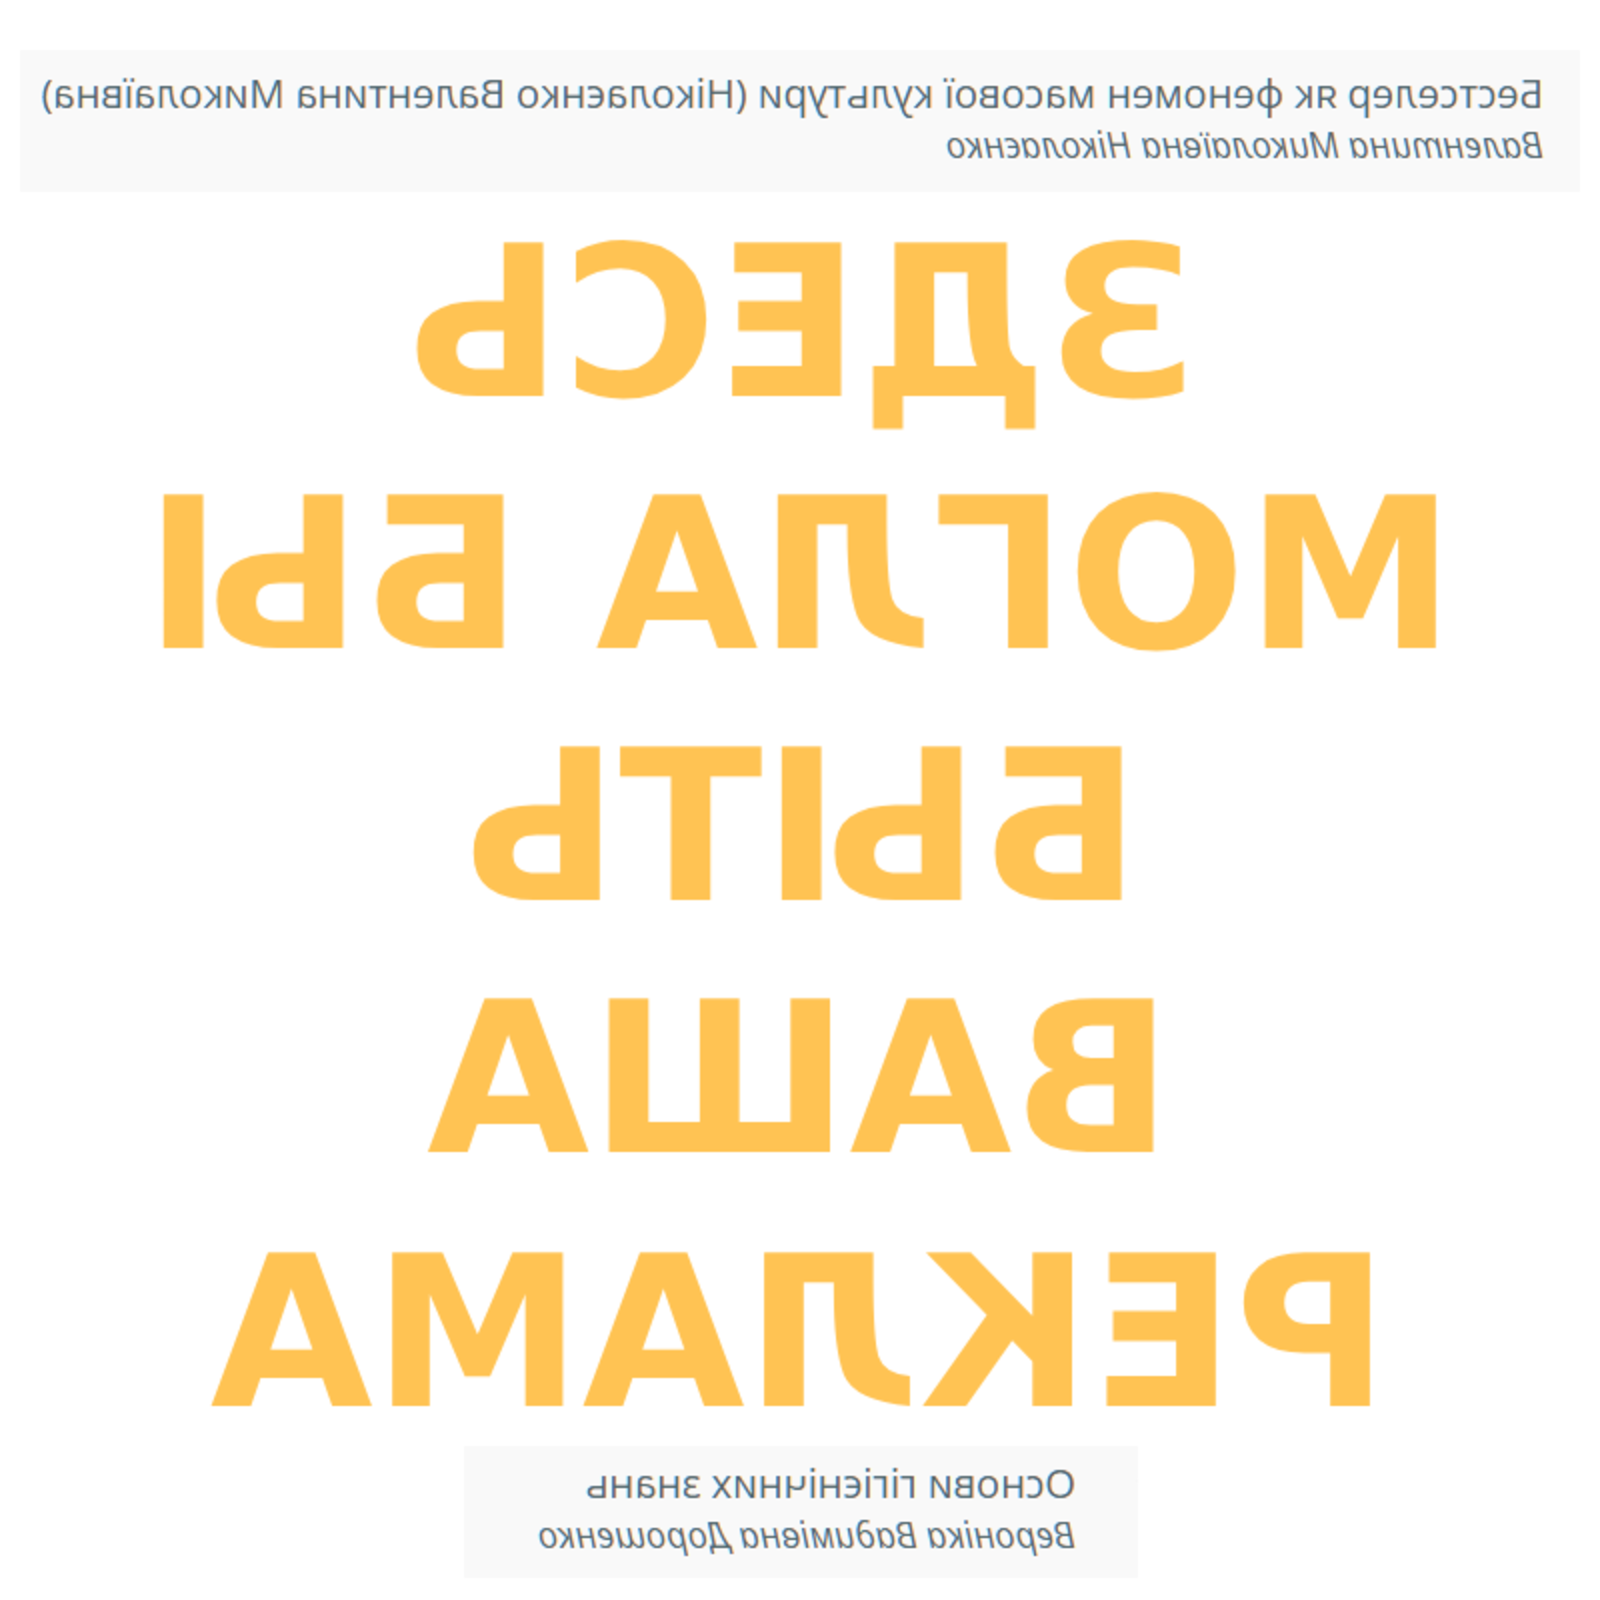 Бестселер як феномен масової культури (Ніколаєнко Валентина Миколаївна)
Валентина Миколаївна Ніколаєнко
ЗДЕСЬ
МОГЛА БЫ
БЫТЬ
ВАША
РЕКЛАМА
Основи гігієнічних знань
Вероніка Вадимівна Дорошенко